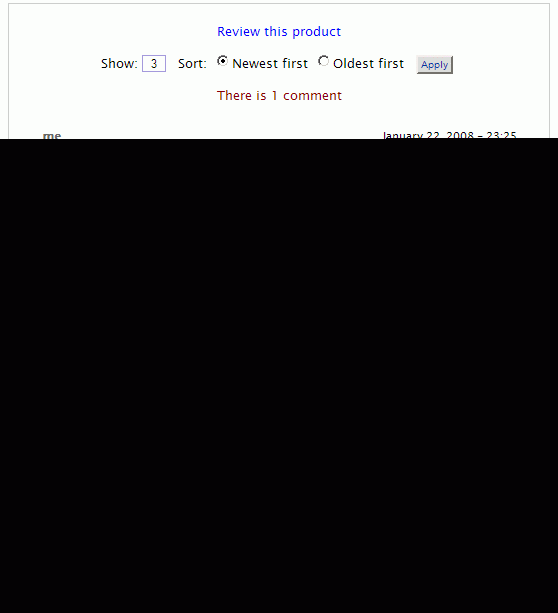 Review this product
Show: 3 Sort: Newest first Oldest first Apply
There is 1 comment
me January 22, 2008 – 23:25